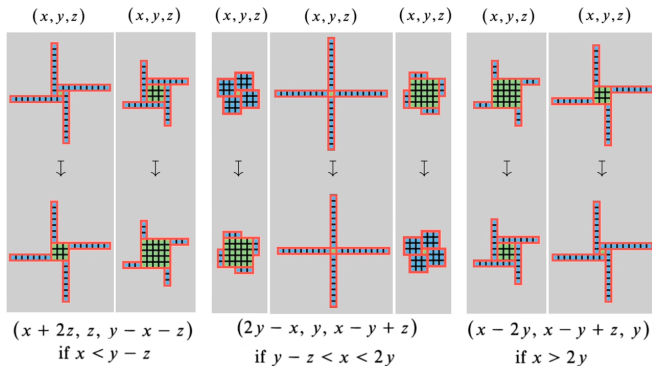 (x, y, z) (x, y, z) (x, y, z) (x, y, z) (x, y, z) (x, y, z) (x, y, z)
(x + 2z, z, y − x − z) (2y − x, y, x − y + z) (x − 2y, x − y + z, y)
if x < y − z if y − z < x < 2y if x > 2y